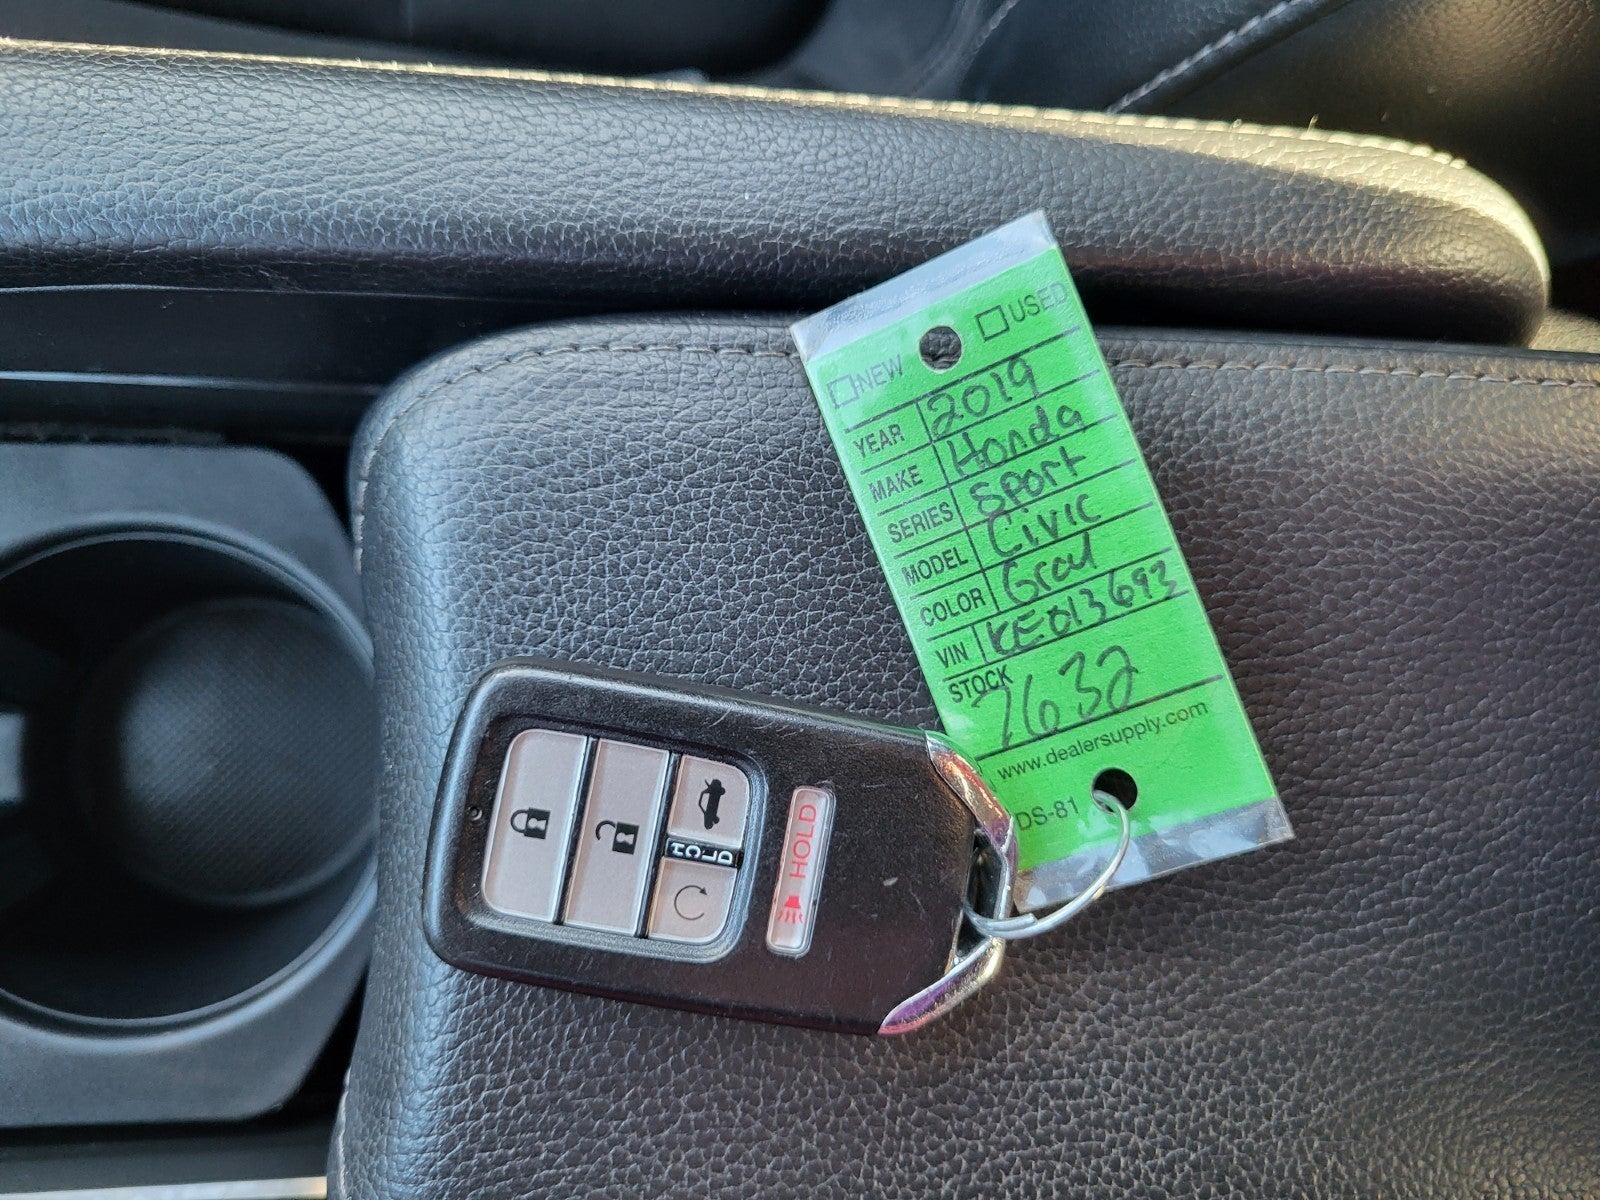 NEW USED
YEAR 2019
MAKE Honda
SERIES Sport
MODEL Civic
COLOR Gray
VIN KE013693
STOCK 7632
www.dealersupply.com
DS-81
HOLD
HOLD